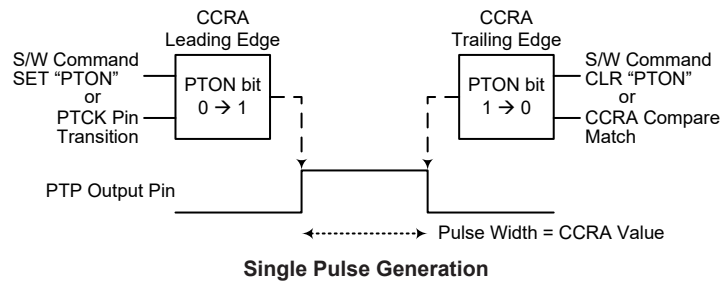 CCRA
Leading Edge
S/W Command
SET “PTON”
or
PTCK Pin
Transition
PTON bit
0 → 1
CCRA
Trailing Edge
PTON bit
1 → 0
S/W Command
CLR “PTON”
or
CCRA Compare
Match
PTP Output Pin
Pulse Width = CCRA Value
Single Pulse Generation